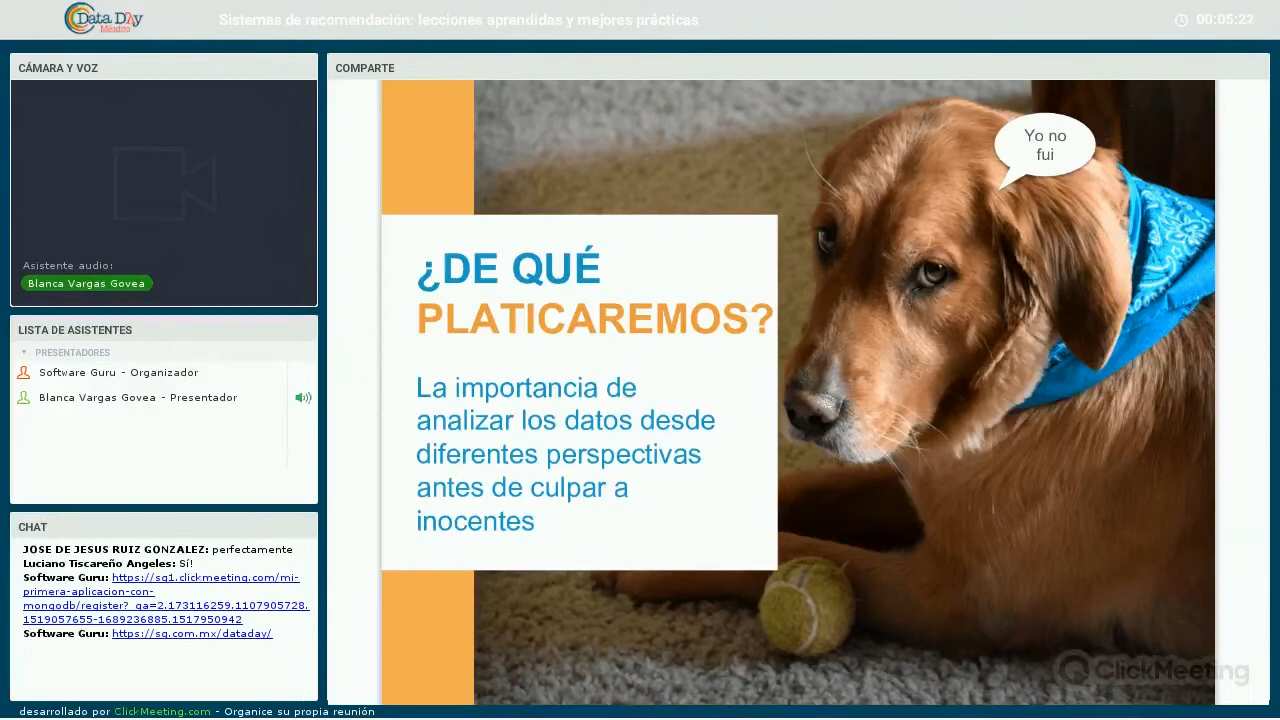 Data Day
México
Sistemas de recomendación: lecciones aprendidas y mejores prácticas
00:05:22
CÁMARA Y VOZ
Asistente audio:
Blanca Vargas Govea
LISTA DE ASISTENTES
PRESENTADORES
Software Guru - Organizador
Blanca Vargas Govea - Presentador
CHAT
JOSE DE JESUS RUIZ GONZALEZ: perfectamente
Luciano Tiscareño Angeles: Sí!
Software Guru: https://sg1.clickmeeting.com/mi-
primera-aplicacion-con-
mongodb/register?_ga=2.173116259.1107905728.
1519057655-1689236885.1517950942
Software Guru: https://sg.com.mx/dataday/
COMPARTE
Yo no
fui
¿DE QUÉ
PLATICAREMOS?
La importancia de
analizar los datos desde
diferentes perspectivas
antes de culpar a
inocentes
ClickMeeting
desarrollado por ClickMeeting.com - Organice su propia reunión